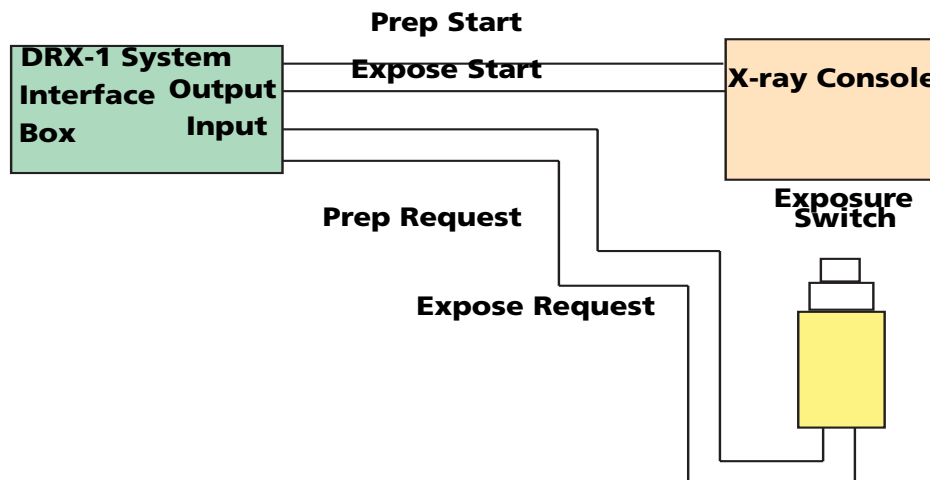 Prep Start
DRX-1 System
Expose Start
Interface
Output
X-ray Console
Box
Input
Exposure
Switch
Prep Request
Expose Request